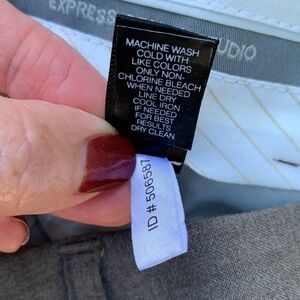 EXPRESS
UDIO
MACHINE WASH
COLD WITH
LIKE COLORS
ONLY NON-
CHLORINE BLEACH
WHEN NEEDED
LINE DRY
COOL IRON
IF NEEDED
FOR BEST
RESULTS
DRY CLEAN
ID # 5065587